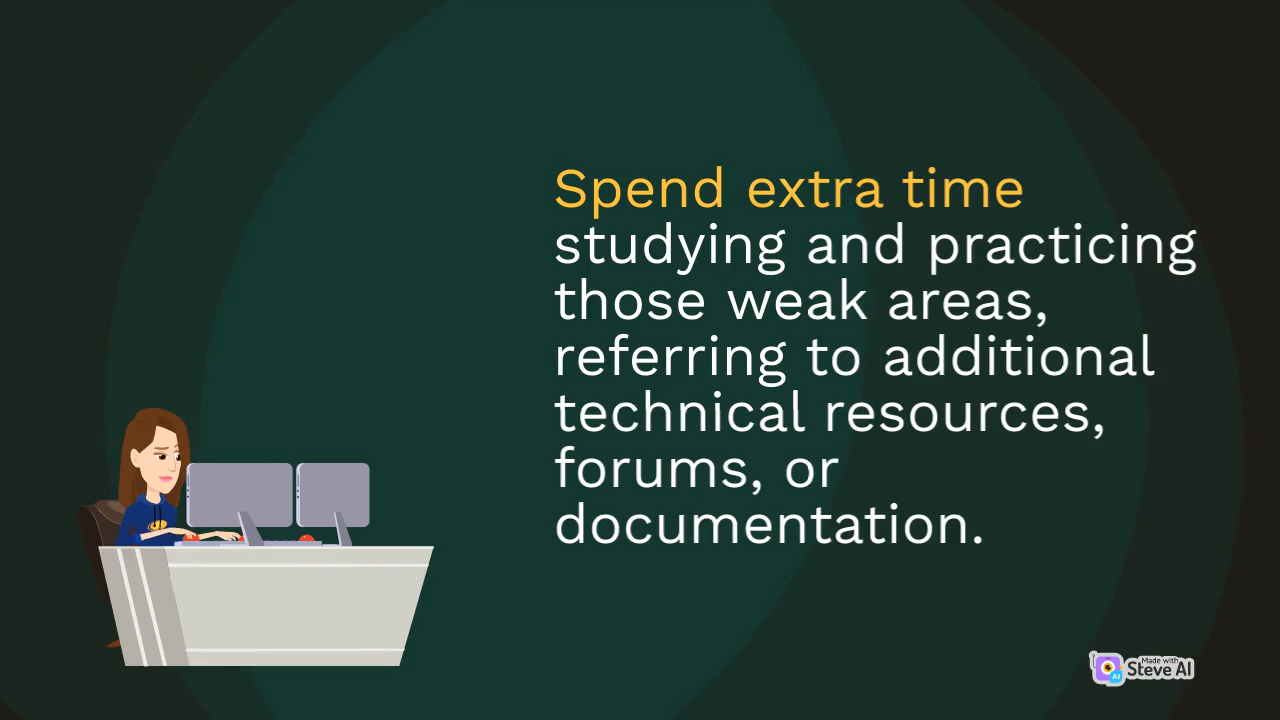 Spend extra time
studying and practicing
those weak areas,
referring to additional
technical resources,
forums, or
documentation.
Made with
Steve AI
AI